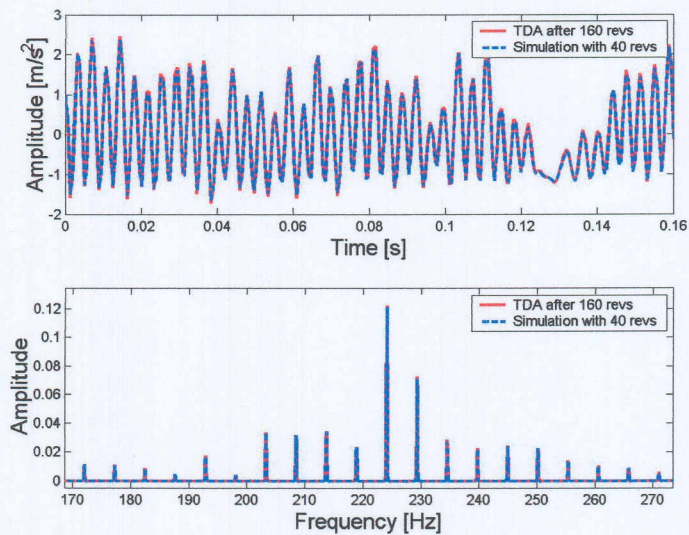 3
2
1
0
-1
-2
Amplitude [m/s²]
TDA after 160 revs
Simulation with 40 revs
0 0.02 0.04 0.06 0.08 0.1 0.12 0.14 0.16
Time [s]
0.12
0.1
0.08
0.06
0.04
0.02
0
Amplitude
TDA after 160 revs
Simulation with 40 revs
170 180 190 200 210 220 230 240 250 260 270
Frequency [Hz]